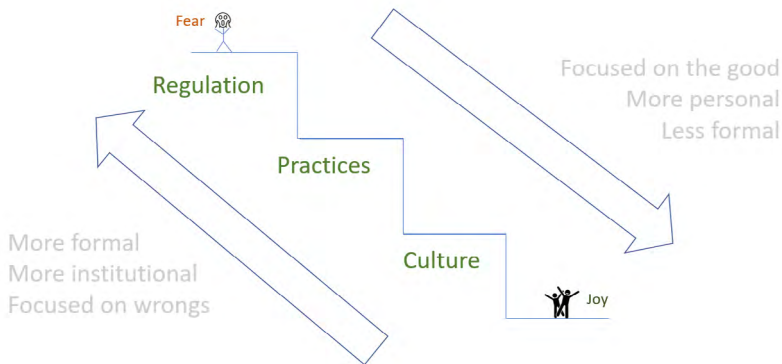 Fear
Regulation
Focused on the good
More personal
Less formal
Practices
More formal
More institutional
Focused on wrongs
Culture
Joy